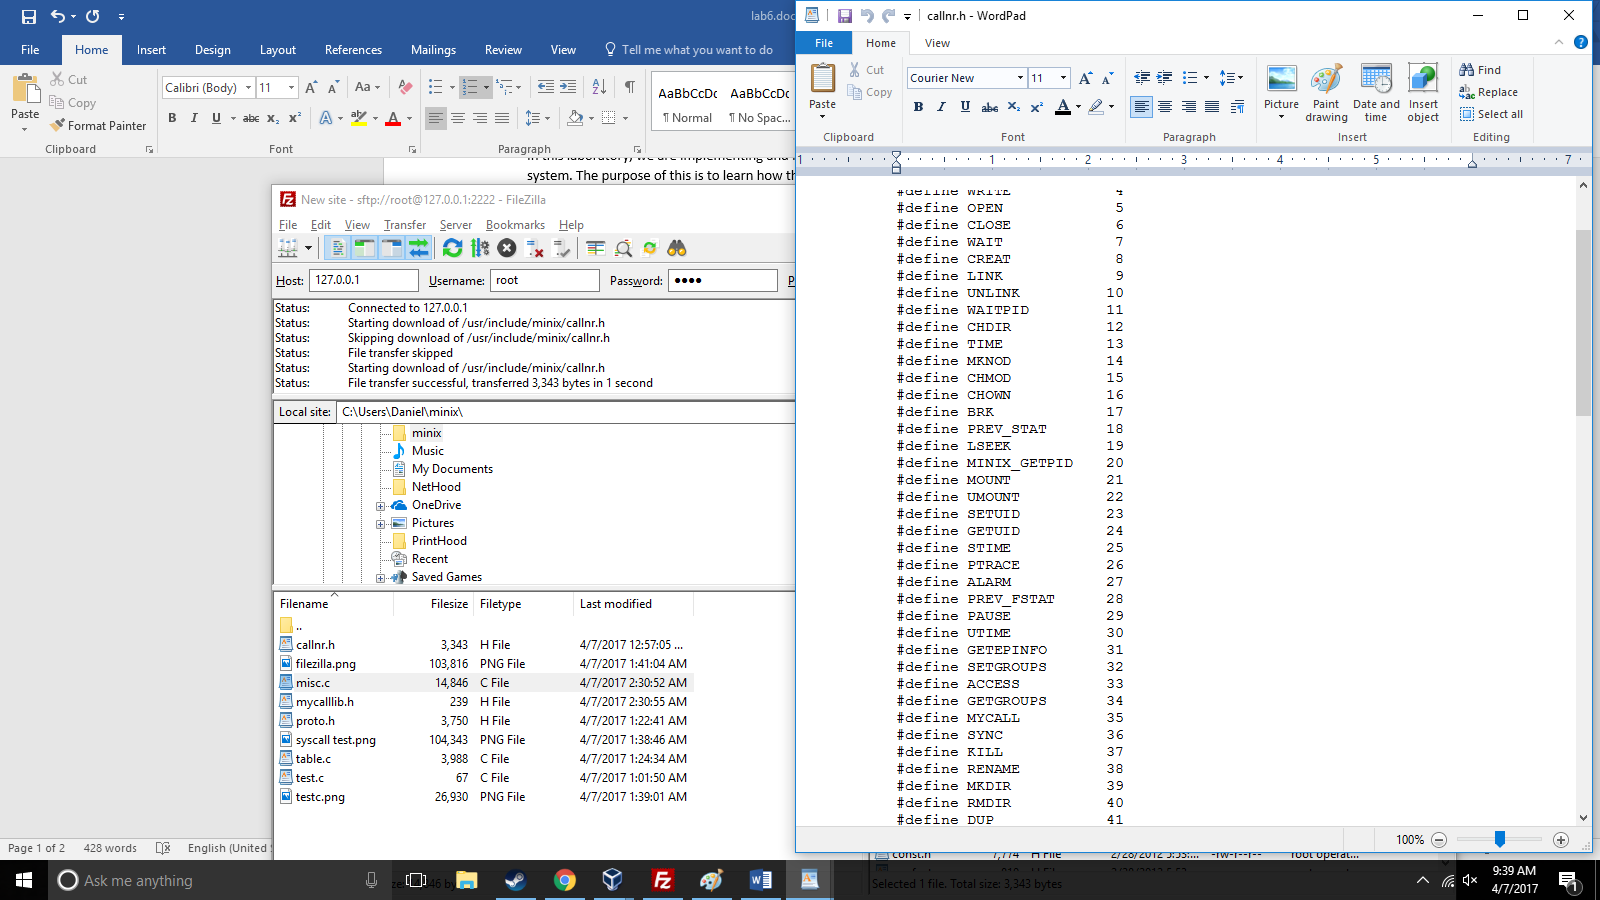 lab6.doc
File Home Insert Design Layout References Mailings Review View Tell me what you want to do
Paste
Cut
Copy
Format Painter
Clipboard
Calibri (Body) 11
Font
Paragraph
AaBbCcDc AaBbCcDc
¶ Normal ¶ No Spac...
system. The purpose of this is to learn how th
New site - sftp://root@127.0.0.1:2222 - FileZilla
File Edit View Transfer Server Bookmarks Help
Host: 127.0.0.1 Username: root Password: ●●●● P
Status: Connected to 127.0.0.1
Status: Starting download of /usr/include/minix/callnr.h
Status: Skipping download of /usr/include/minix/callnr.h
Status: File transfer skipped
Status: Starting download of /usr/include/minix/callnr.h
Status: File transfer successful, transferred 3,343 bytes in 1 second
Local site: C:\Users\Daniel\minix\
minix
Music
My Documents
NetHood
OneDrive
Pictures
PrintHood
Recent
Saved Games
Filename Filesize Filetype Last modified
..
callnr.h 3,343 H File 4/7/2017 12:57:05 ...
filezilla.png 103,816 PNG File 4/7/2017 1:41:04 AM
misc.c 14,846 C File 4/7/2017 2:30:52 AM
mycalllib.h 239 H File 4/7/2017 2:30:55 AM
proto.h 3,750 H File 4/7/2017 1:22:41 AM
syscall test.png 104,343 PNG File 4/7/2017 1:38:46 AM
table.c 3,988 C File 4/7/2017 1:24:34 AM
test.c 67 C File 4/7/2017 1:01:50 AM
testc.png 26,930 PNG File 4/7/2017 1:39:01 AM
callnr.h - WordPad
File Home View
Paste
Cut
Copy
Clipboard
Courier New 11
Font
Paragraph
Picture
Paint drawing
Date and time
Insert object
Insert
Find
Replace
Select all
Editing
1 1 2 3 4 5 7
#define WRITE 4
#define OPEN 5
#define CLOSE 6
#define WAIT 7
#define CREAT 8
#define LINK 9
#define UNLINK 10
#define WAITPID 11
#define CHDIR 12
#define TIME 13
#define MKNOD 14
#define CHMOD 15
#define CHOWN 16
#define BRK 17
#define PREV_STAT 18
#define LSEEK 19
#define MINIX_GETPID 20
#define MOUNT 21
#define UMOUNT 22
#define SETUID 23
#define GETUID 24
#define STIME 25
#define PTRACE 26
#define ALARM 27
#define PREV_FSTAT 28
#define PAUSE 29
#define UTIME 30
#define GETEPINFO 31
#define SETGROUPS 32
#define ACCESS 33
#define GETGROUPS 34
#define MYCALL 35
#define SYNC 36
#define KILL 37
#define RENAME 38
#define MKDIR 39
#define RMDIR 40
#define DUP 41
100%
const.h 7,774 H File 2/28/2012 5:53:... -rw-r--r-- root operat...
Selected 1 file. Total size: 3,343 bytes
Page 1 of 2 428 words English (United S
Ask me anything
9:39 AM
4/7/2017
1